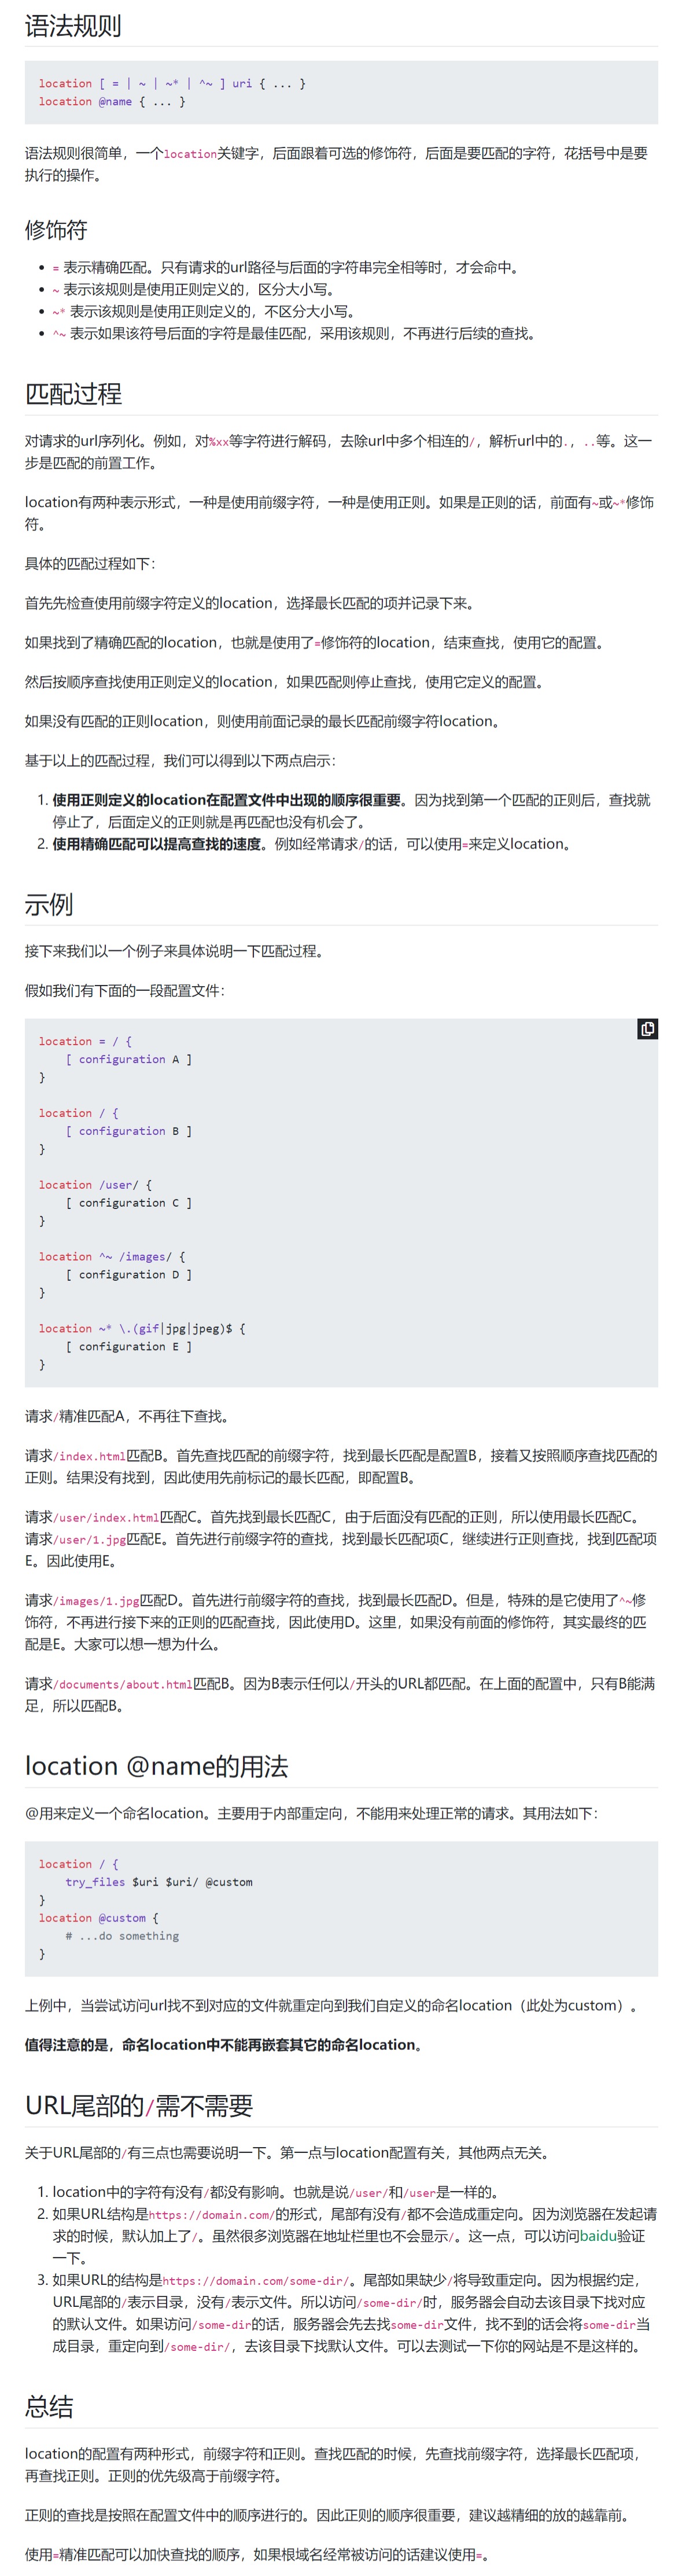 语法规则
location [ = | ~ | ~* | ^~ ] uri { ... }
location @name { ... }
语法规则很简单，一个location关键字，后面跟着可选的修饰符，后面是要匹配的字符，花括号中是要
执行的操作。
修饰符
• = 表示精确匹配。只有请求的url路径与后面的字符串完全相等时，才会命中。
• ~ 表示该规则是使用正则定义的，区分大小写。
• ~* 表示该规则是使用正则定义的，不区分大小写。
• ^~ 表示如果该符号后面的字符是最佳匹配，采用该规则，不再进行后续的查找。
匹配过程
对请求的url序列化。例如，对%xx等字符进行解码，去除url中多个相连的/，解析url中的.，..等。这一
步是匹配的前置工作。
location有两种表示形式，一种是使用前缀字符，一种是使用正则。如果是正则的话，前面有~或~*修饰
符。
具体的匹配过程如下：
首先先检查使用前缀字符定义的location，选择最长匹配的项并记录下来。
如果找到了精确匹配的location，也就是使用了=修饰符的location，结束查找，使用它的配置。
然后按顺序查找使用正则定义的location，如果匹配则停止查找，使用它定义的配置。
如果没有匹配的正则location，则使用前面记录的最长匹配前缀字符location。
基于以上的匹配过程，我们可以得到以下两点启示：
1. 使用正则定义的location在配置文件中出现的顺序很重要。因为找到第一个匹配的正则后，查找就
停止了，后面定义的正则就是再匹配也没有机会了。
2. 使用精确匹配可以提高查找的速度。例如经常请求/的话，可以使用=来定义location。
示例
接下来我们以一个例子来具体说明一下匹配过程。
假如我们有下面的一段配置文件：
location = / {
[ configuration A ]
}
location / {
[ configuration B ]
}
location /user/ {
[ configuration C ]
}
location ^~ /images/ {
[ configuration D ]
}
location ~* \.(gif|jpg|jpeg)$ {
[ configuration E ]
}
请求/精准匹配A，不再往下查找。
请求/index.html匹配B。首先查找匹配的前缀字符，找到最长匹配是配置B，接着又按照顺序查找匹配的
正则。结果没有找到，因此使用先前标记的最长匹配，即配置B。
请求/user/index.html匹配C。首先找到最长匹配C，由于后面没有匹配的正则，所以使用最长匹配C。
请求/user/1.jpg匹配E。首先进行前缀字符的查找，找到最长匹配项C，继续进行正则查找，找到匹配项
E。因此使用E。
请求/images/1.jpg匹配D。首先进行前缀字符的查找，找到最长匹配D。但是，特殊的是它使用了^~修
饰符，不再进行接下来的正则的匹配查找，因此使用D。这里，如果没有前面的修饰符，其实最终的匹
配是E。大家可以想一想为什么。
请求/documents/about.html匹配B。因为B表示任何以/开头的URL都匹配。在上面的配置中，只有B能满
足，所以匹配B。
location @name的用法
@用来定义一个命名location。主要用于内部重定向，不能用来处理正常的请求。其用法如下：
location / {
try_files $uri $uri/ @custom
}
location @custom {
# ...do something
}
上例中，当尝试访问url找不到对应的文件就重定向到我们自定义的命名location（此处为custom）。
值得注意的是，命名location中不能再嵌套其它的命名location。
URL尾部的/需不需要
关于URL尾部的/有三点也需要说明一下。第一点与location配置有关，其他两点无关。
1. location中的字符有没有/都没有影响。也就是说/user/和/user是一样的。
2. 如果URL结构是https://domain.com/的形式，尾部有没有/都不会造成重定向。因为浏览器在发起请
求的时候，默认加上了/。虽然很多浏览器在地址栏里也不会显示/。这一点，可以访问baidu验证
一下。
3. 如果URL的结构是https://domain.com/some-dir/。尾部如果缺少/将导致重定向。因为根据约定，
URL尾部的/表示目录，没有/表示文件。所以访问/some-dir/时，服务器会自动去该目录下找对应
的默认文件。如果访问/some-dir的话，服务器会先去找some-dir文件，找不到的话会将some-dir当
成目录，重定向到/some-dir/，去该目录下找默认文件。可以去测试一下你的网站是不是这样的。
总结
location的配置有两种形式，前缀字符和正则。查找匹配的时候，先查找前缀字符，选择最长匹配项，
再查找正则。正则的优先级高于前缀字符。
正则的查找是按照在配置文件中的顺序进行的。因此正则的顺序很重要，建议越精细的放的越靠前。
使用=精准匹配可以加快查找的顺序，如果根域名经常被访问的话建议使用=。